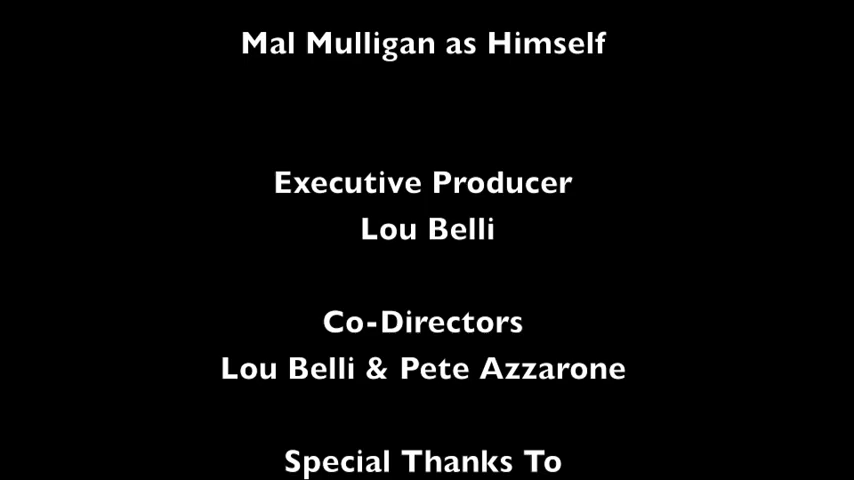 Mal Mulligan as Himself
Executive Producer
Lou Belli
Co-Directors
Lou Belli & Pete Azzarone
Special Thanks To